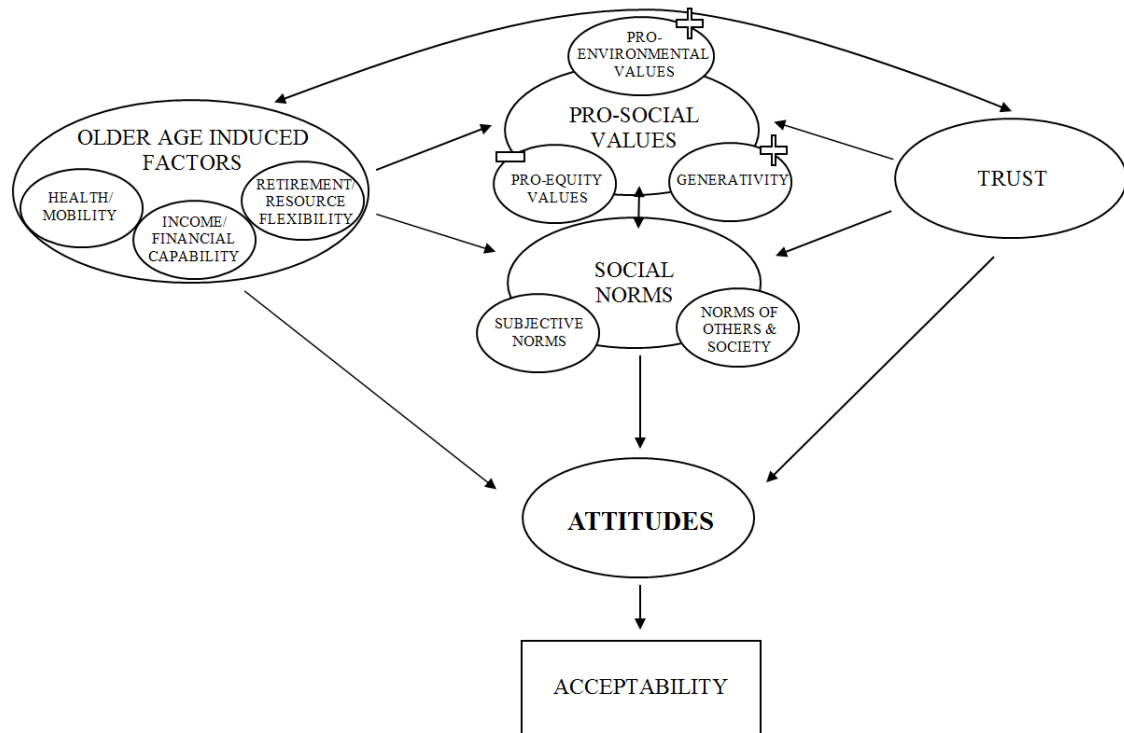 PRO-
ENVIRONMENTAL
VALUES
PRO-SOCIAL
VALUES
PRO-EQUITY
VALUES
GENERATIVITY
OLDER AGE INDUCED
FACTORS
HEALTH/
MOBILITY
INCOME/
FINANCIAL
CAPABILITY
RETIREMENT/
RESOURCE
FLEXIBILITY
TRUST
SOCIAL
NORMS
SUBJECTIVE
NORMS
NORMS OF
OTHERS &
SOCIETY
ATTITUDES
ACCEPTABILITY